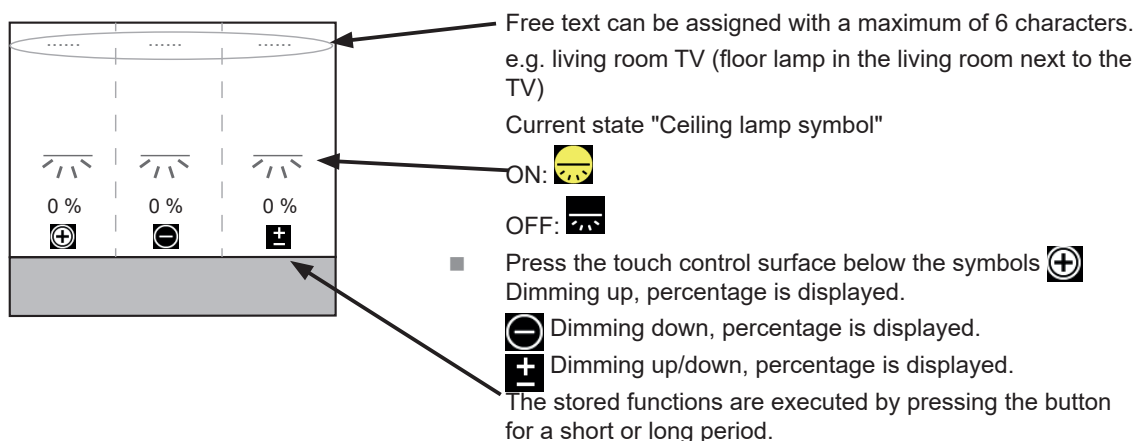 Free text can be assigned with a maximum of 6 characters.
e.g. living room TV (floor lamp in the living room next to the
TV)
Current state "Ceiling lamp symbol"
ON:
OFF:
Press the touch control surface below the symbols
Dimming up, percentage is displayed.
Dimming down, percentage is displayed.
Dimming up/down, percentage is displayed.
The stored functions are executed by pressing the button
for a short or long period.
...... ...... ......
0 % 0 % 0 %